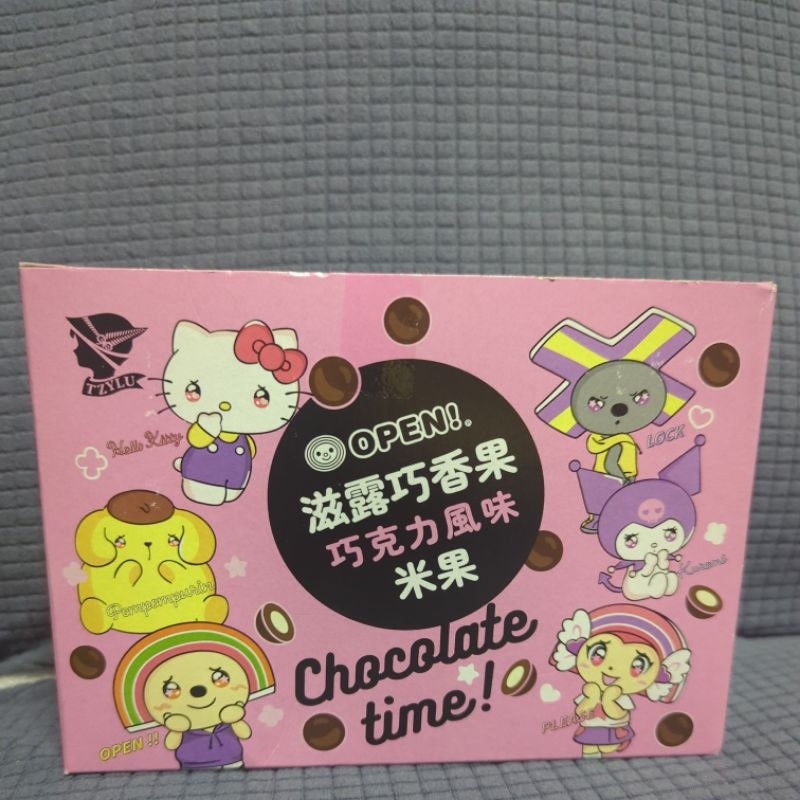 TZYLU
Hello Kitty
OPEN!®
滋露巧香果
巧克力風味
米果
LOCK
Kuromi
Pompompurin
Chocolate
time!
OPEN!!
PLEASE